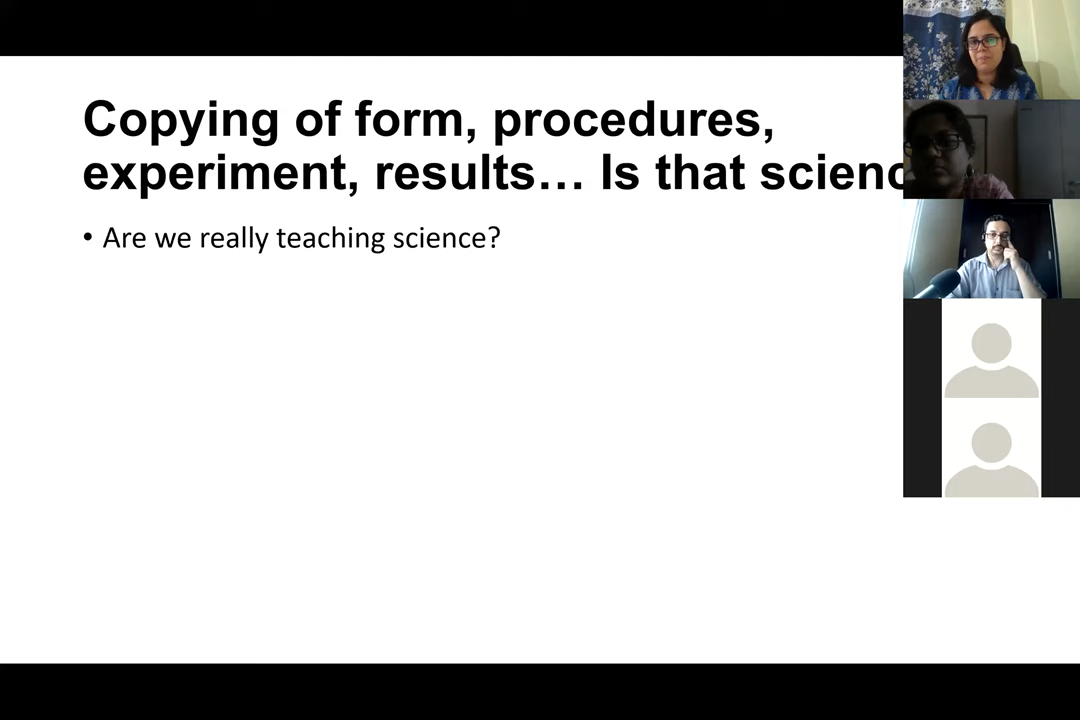 Copying of form, procedures,
experiment, results… Is that scienc
• Are we really teaching science?